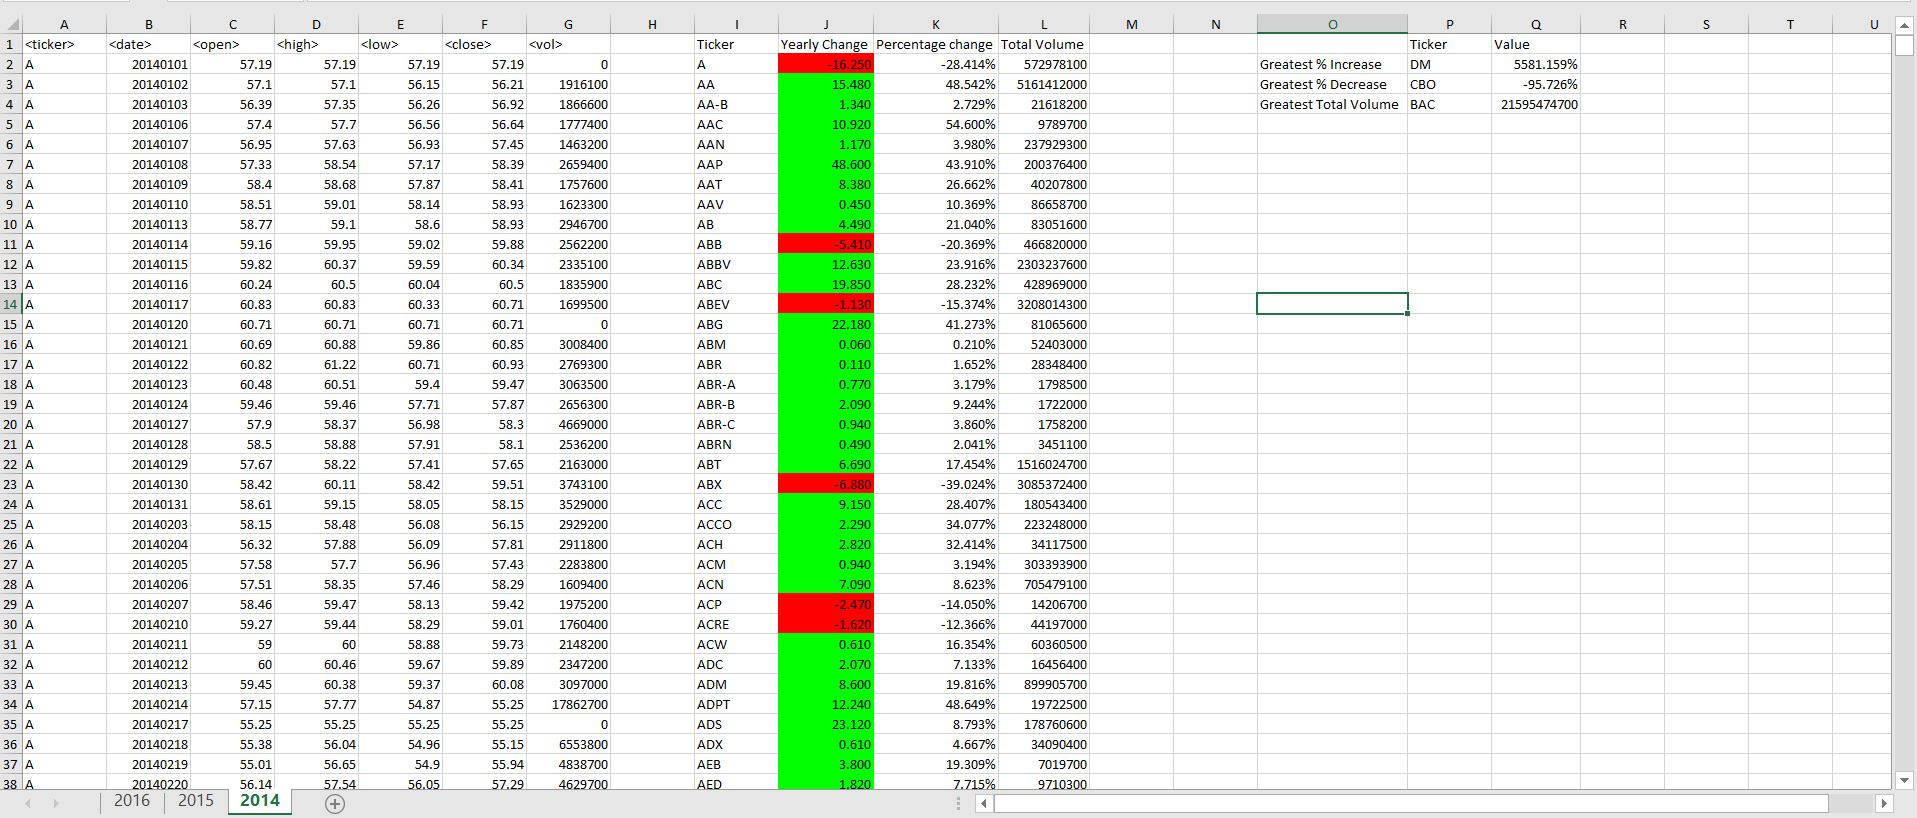 A B C D E F G H I J K L M N O P Q R S T U
1 <ticker> <date> <open> <high> <low> <close> <vol> Ticker Yearly Change Percentage change Total Volume Ticker Value
2 A 20140101 57.19 57.19 57.19 57.19 0 A -16.250 -28.414% 572978100 Greatest % Increase DM 5581.159%
3 A 20140102 57.1 57.1 56.15 56.21 1916100 AA 15.480 48.542% 5161412000 Greatest % Decrease CBO -95.726%
4 A 20140103 56.39 57.35 56.26 56.92 1866600 AA-B 1.340 2.729% 21618200 Greatest Total Volume BAC 21595474700
5 A 20140106 57.4 57.7 56.56 56.64 1777400 AAC 10.920 54.600% 9789700
6 A 20140107 56.95 57.63 56.93 57.45 1463200 AAN 1.170 3.980% 237929300
7 A 20140108 57.33 58.54 57.17 58.39 2659400 AAP 48.600 43.910% 200376400
8 A 20140109 58.4 58.68 57.87 58.41 1757600 AAT 8.380 26.662% 40207800
9 A 20140110 58.51 59.01 58.14 58.93 1623300 AAV 0.450 10.369% 86658700
10 A 20140113 58.77 59.1 58.6 58.93 2946700 AB 4.490 21.040% 83051600
11 A 20140114 59.16 59.95 59.02 59.88 2562200 ABB -5.410 -20.369% 466820000
12 A 20140115 59.82 60.37 59.59 60.34 2335100 ABBV 12.630 23.916% 2303237600
13 A 20140116 60.24 60.5 60.04 60.5 1835900 ABC 19.850 28.232% 428969000
14 A 20140117 60.83 60.83 60.33 60.71 1699500 ABEV -1.130 -15.374% 3208014300
15 A 20140120 60.71 60.71 60.71 60.71 0 ABG 22.180 41.273% 81065600
16 A 20140121 60.69 60.88 59.86 60.85 3008400 ABM 0.060 0.210% 52403000
17 A 20140122 60.82 61.22 60.71 60.93 2769300 ABR 0.110 1.652% 28348400
18 A 20140123 60.48 60.51 59.4 59.47 3063500 ABR-A 0.770 3.179% 1798500
19 A 20140124 59.46 59.46 57.71 57.87 2656300 ABR-B 2.090 9.244% 1722000
20 A 20140127 57.9 58.37 56.98 58.3 4669000 ABR-C 0.940 3.860% 1758200
21 A 20140128 58.5 58.88 57.91 58.1 2536200 ABRN 0.490 2.041% 3451100
22 A 20140129 57.67 58.22 57.41 57.65 2163000 ABT 6.690 17.454% 1516024700
23 A 20140130 58.42 60.11 58.42 59.51 3743100 ABX -6.880 -39.024% 3085372400
24 A 20140131 58.61 59.15 58.05 58.15 3529000 ACC 9.150 28.407% 180543400
25 A 20140203 58.15 58.48 56.08 56.15 2929200 ACCO 2.290 34.077% 223248000
26 A 20140204 56.32 57.88 56.09 57.81 2911800 ACH 2.820 32.414% 34117500
27 A 20140205 57.58 57.7 56.96 57.43 2283800 ACM 0.940 3.194% 303393900
28 A 20140206 57.51 58.35 57.46 58.29 1609400 ACN 7.090 8.623% 705479100
29 A 20140207 58.46 59.47 58.13 59.42 1975200 ACP -2.470 -14.050% 14206700
30 A 20140210 59.27 59.44 58.29 59.01 1760400 ACRE -1.620 -12.366% 44197000
31 A 20140211 59 60 58.88 59.73 2148200 ACW 0.610 16.354% 60360500
32 A 20140212 60 60.46 59.67 59.89 2347200 ADC 2.070 7.133% 16456400
33 A 20140213 59.45 60.38 59.37 60.08 3097000 ADM 8.600 19.816% 899905700
34 A 20140214 57.15 57.77 54.87 55.25 17862700 ADPT 12.240 48.649% 19722500
35 A 20140217 55.25 55.25 55.25 55.25 0 ADS 23.120 8.793% 178760600
36 A 20140218 55.38 56.04 54.96 55.15 6553800 ADX 0.610 4.667% 34090400
37 A 20140219 55.01 56.65 54.9 55.94 4838700 AEB 3.800 19.309% 7019700
38 A 20140220 56.14 57.54 56.05 57.29 4629700 AED 1.820 7.715% 9710300
2016 2015 2014